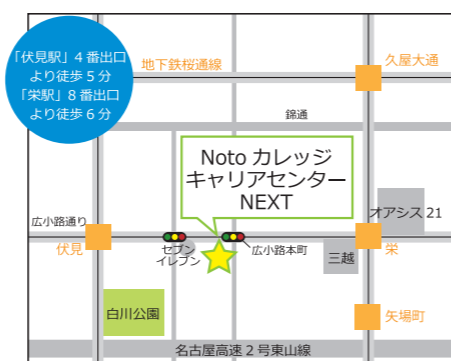 「伏見駅」4番出口
より徒歩5分
「栄駅」8番出口
より徒歩6分
地下鉄桜通線
久屋大通
錦通
Noto カレッジ
キャリアセンター
NEXT
オアシス21
広小路通り
伏見
セブン
イレブン
広小路本町
三越
栄
白川公園
矢場町
名古屋高速2号東山線